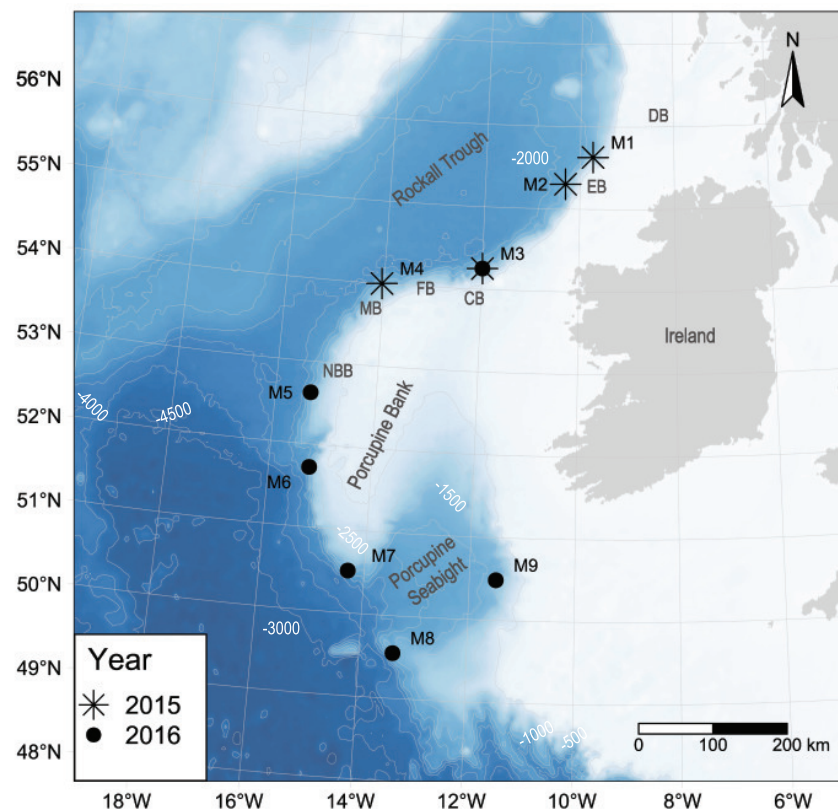 56°N
55°N
54°N
53°N
52°N
51°N
50°N
49°N
48°N
N
DB
M1
-2000
Rockall Trough
M2
EB
M3
M4
FB
CB
MB
Ireland
NBB
M5
-4000
-4500
Porcupine Bank
M6
-1500
-2500
M7
Porcupine
Seabight
M9
-3000
M8
Year
2015
2016
-1000
-500
0
100
200 km
18°W
16°W
14°W
12°W
10°W
8°W
6°W